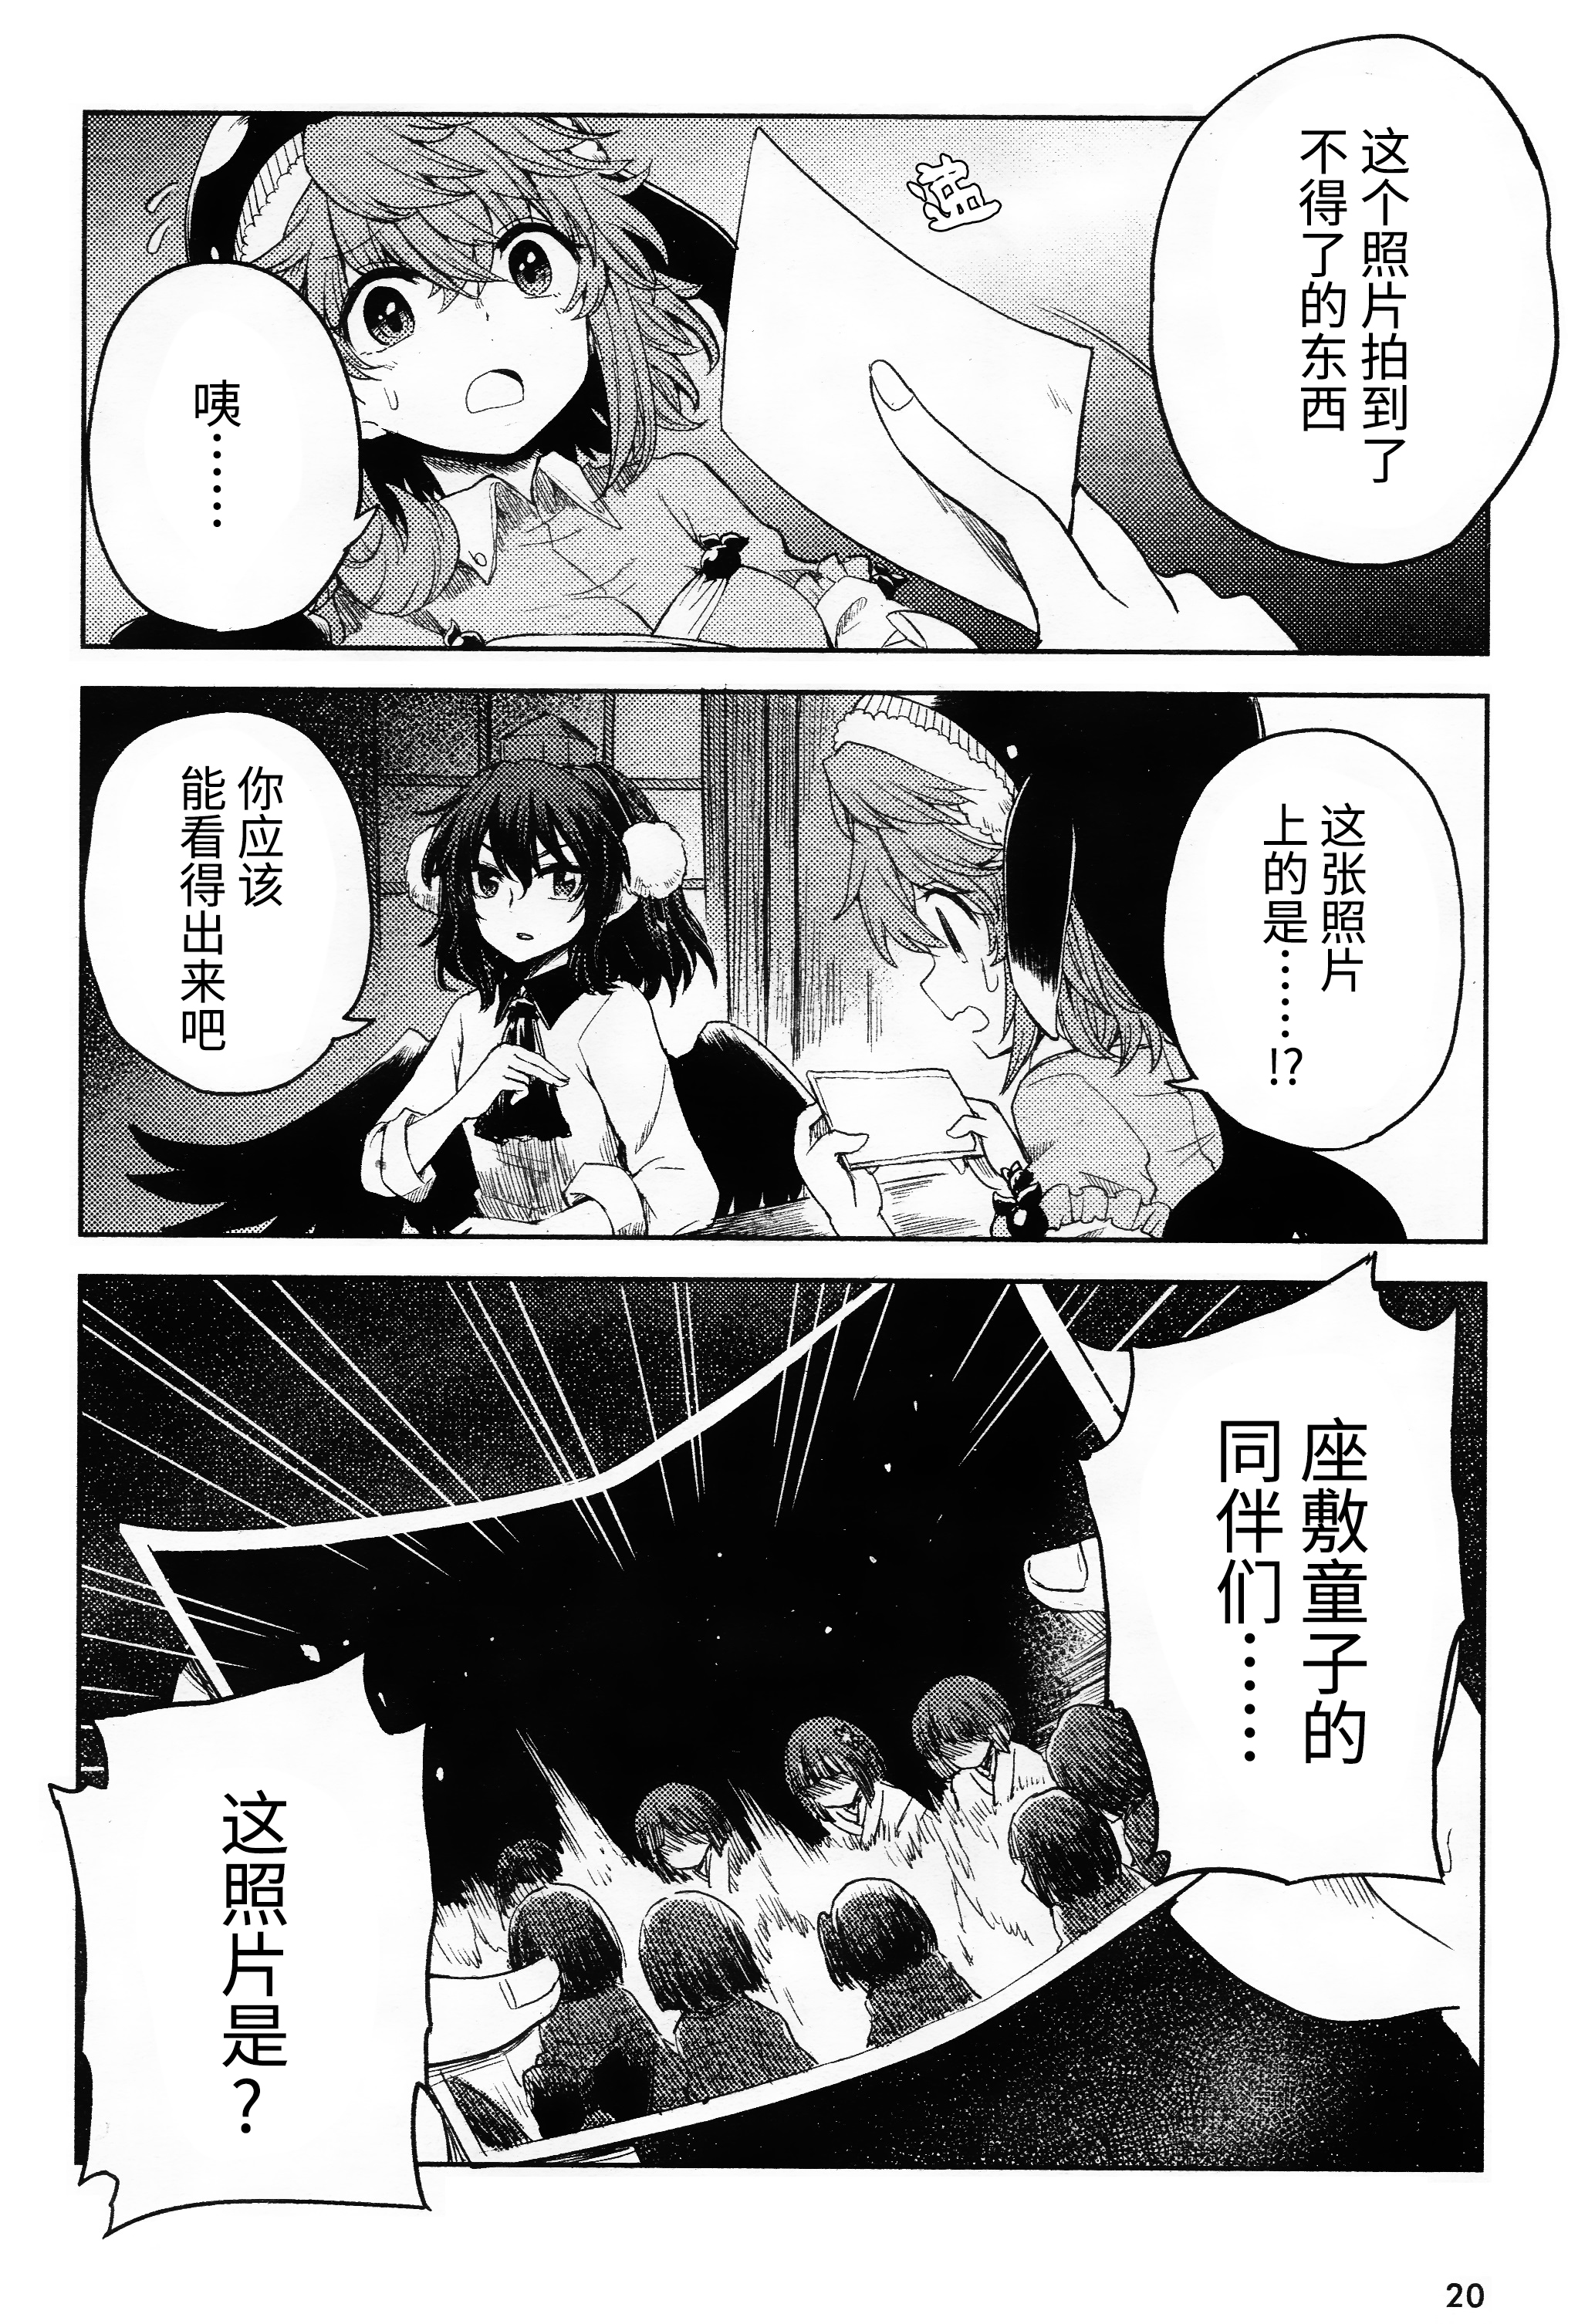 这个照片拍到了
不得了的东西
咦……
这张照片
上的是……!?
你应该
能看得出来吧
座敷童子的
同伴们……
这照片是?
20